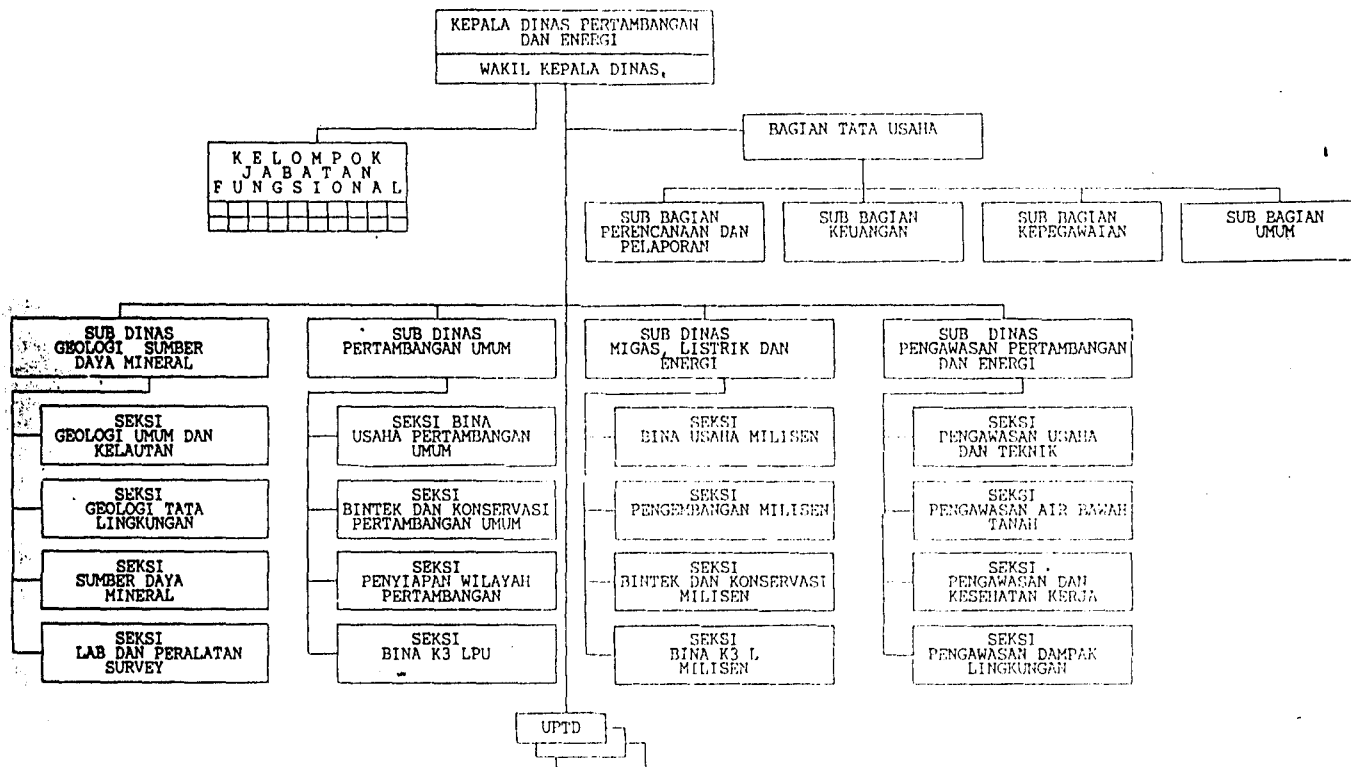 KEPALA DINAS PERTAMBANGAN
DAN ENERGI
WAKIL KEPALA DINAS,
BAGIAN TATA USAHA
KELOMPOK
JABATAN
FUNGSIONAL
SUB BAGIAN
PERENCANAAN DAN
PELAPORAN
SUB BAGIAN
KEUANGAN
SUB BAGIAN
KEPEGAWAIAN
SUB BAGIAN
UMUM
SUB DINAS
GEOLOGI SUMBER
DAYA MINERAL
SEKSI
GEOLOGI UMUM DAN
KELAUTAN
SEKSI
GEOLOGI TATA
LINGKUNGAN
SEKSI
SUMBER DAYA
MINERAL
SEKSI
LAB DAN PERALATAN
SURVEY
SUB DINAS
PERTAMBANGAN UMUM
SEKSI BINA
USAHA PERTAMBANGAN
UMUM
SEKSI
BINTEK DAN KONSERVASI
PERTAMBANGAN UMUM
SEKSI
PENYIAPAN WILAYAH
PERTAMBANGAN
SEKSI
BINA K3 LPU
SUB DINAS
MIGAS, LISTRIK DAN
ENERGI
SEKSI
BINA USAHA MILISEN
SEKSI
PENGEMBANGAN MILISEN
SEKSI
BINTEK DAN KONSERVASI
MILISEN
SEKSI
BINA K3 L
MILISEN
SUB DINAS
PENGAWASAN PERTAMBANGAN
DAN ENERGI
SEKSI
PENGAWASAN USAHA
DAN TEKNIK
SEKSI
PENGAWASAN AIR BAWAH
TANAH
SEKSI
PENGAWASAN DAN
KESEHATAN KERJA
SEKSI
PENGAWASAN DAMPAK
LINGKUNGAN
UPTD